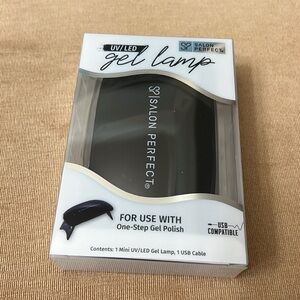 UV/LED
gel lamp
SALON
PERFECT®
SALON PERFECT®
FOR USE WITH
One-Step Gel Polish
USB
COMPATIBLE
Contents: 1 Mini UV/LED Gel Lamp, 1 USB Cable